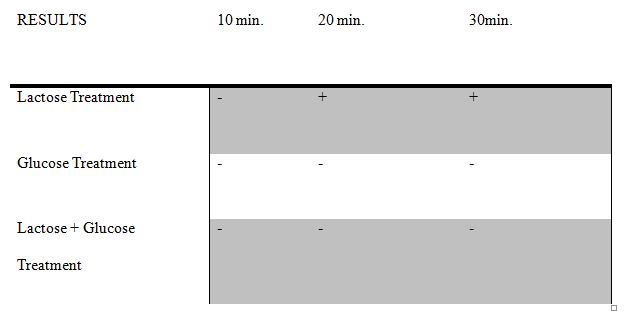 RESULTS 10 min. 20 min. 30min.
Lactose Treatment - + +
Glucose Treatment - - -
Lactose + Glucose - - -
Treatment